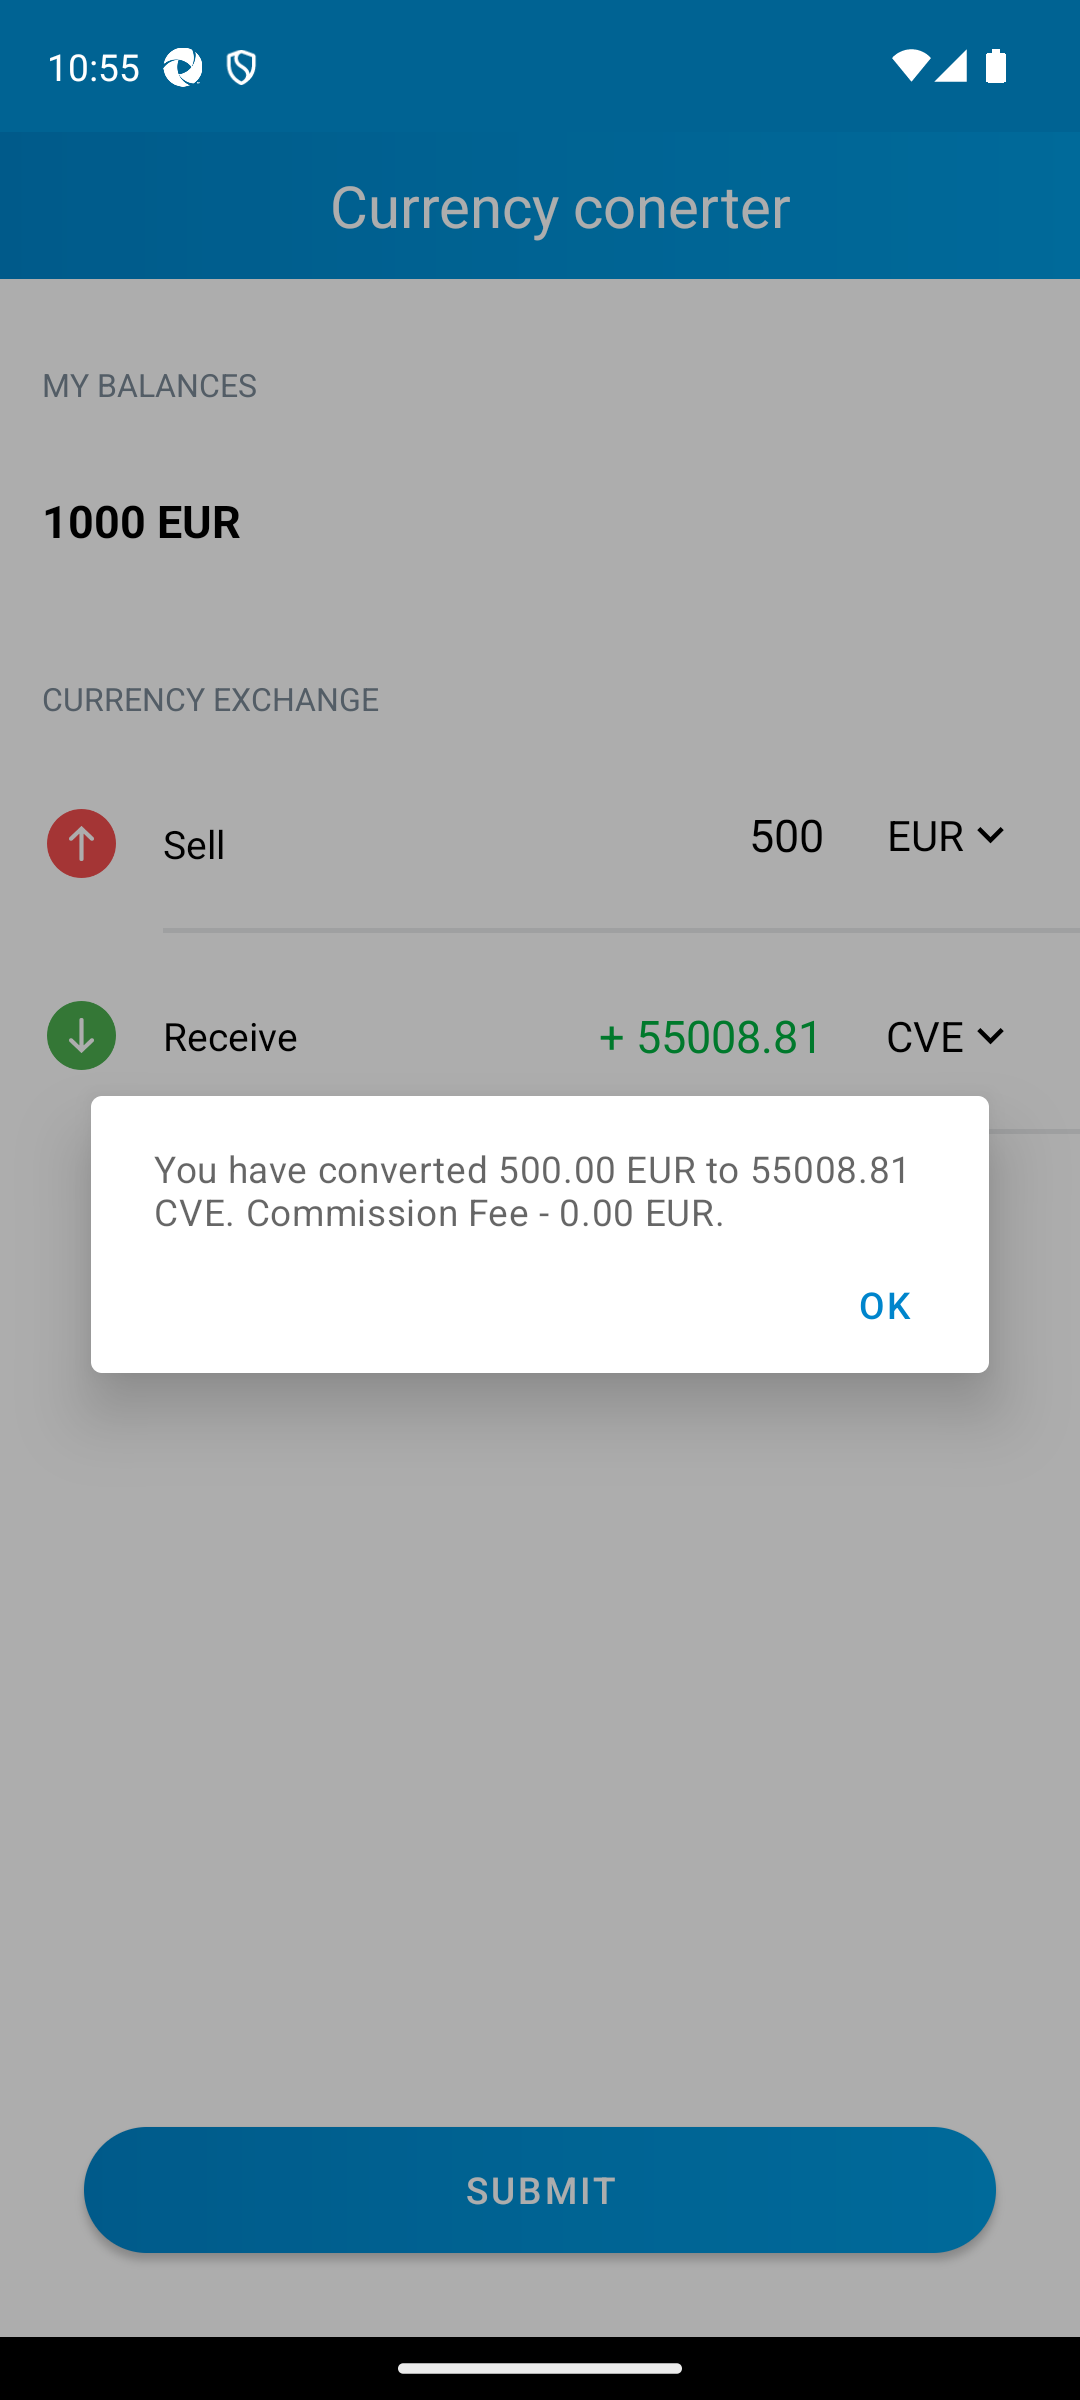 10:55
Currency conerter
MY BALANCES
1000 EUR
CURRENCY EXCHANGE
Sell 500 EUR
Receive + 55008.81 CVE
You have converted 500.00 EUR to 55008.81
CVE. Commission Fee - 0.00 EUR.
OK
SUBMIT